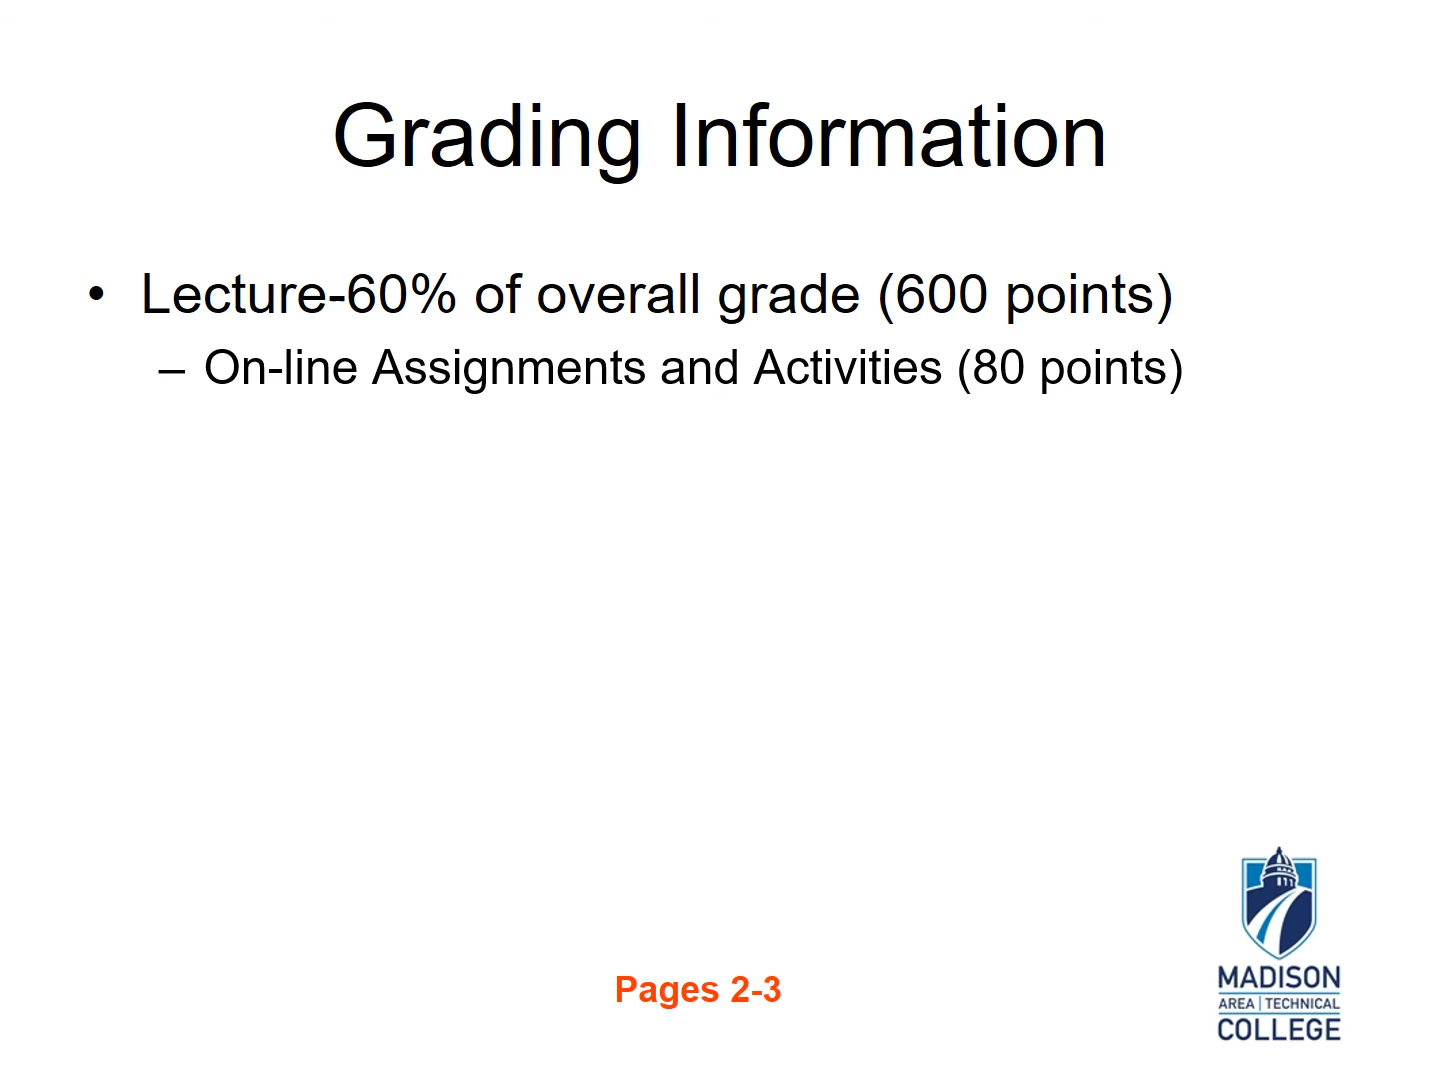 Grading Information
• Lecture-60% of overall grade (600 points)
– On-line Assignments and Activities (80 points)
Pages 2-3
MADISON
AREA | TECHNICAL
COLLEGE